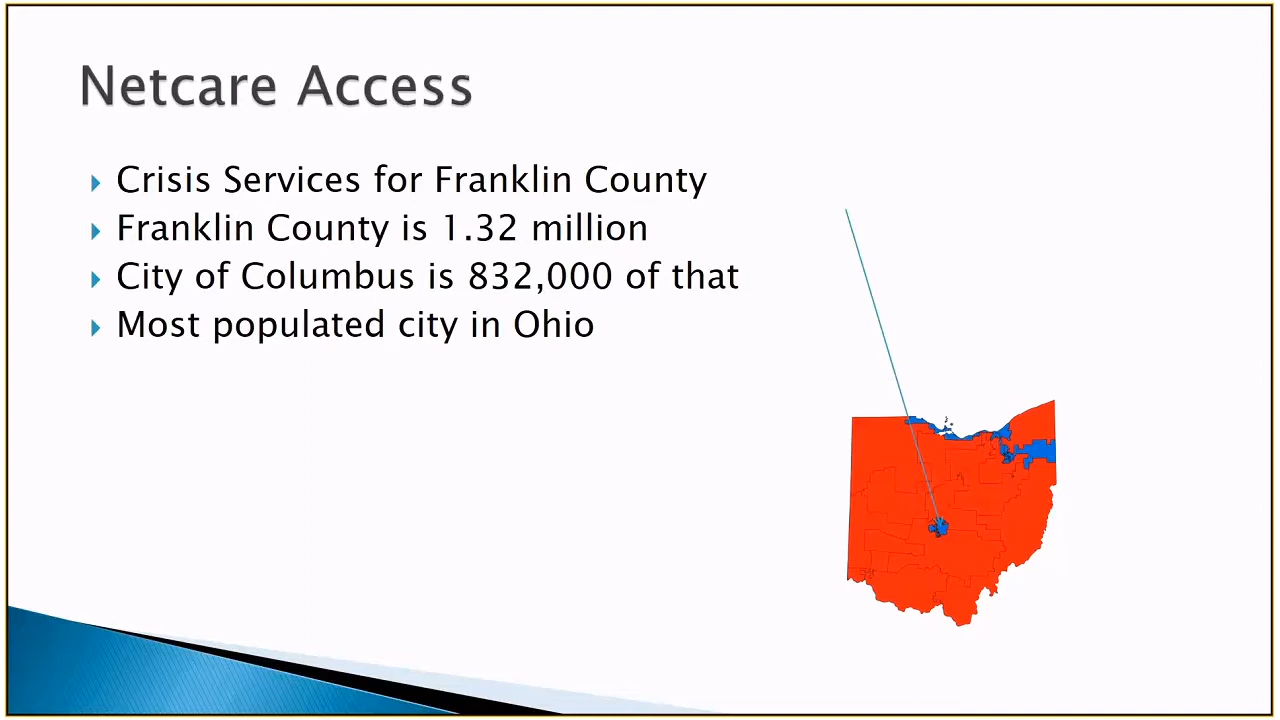 Netcare Access
Crisis Services for Franklin County
Franklin County is 1.32 million
City of Columbus is 832,000 of that
Most populated city in Ohio